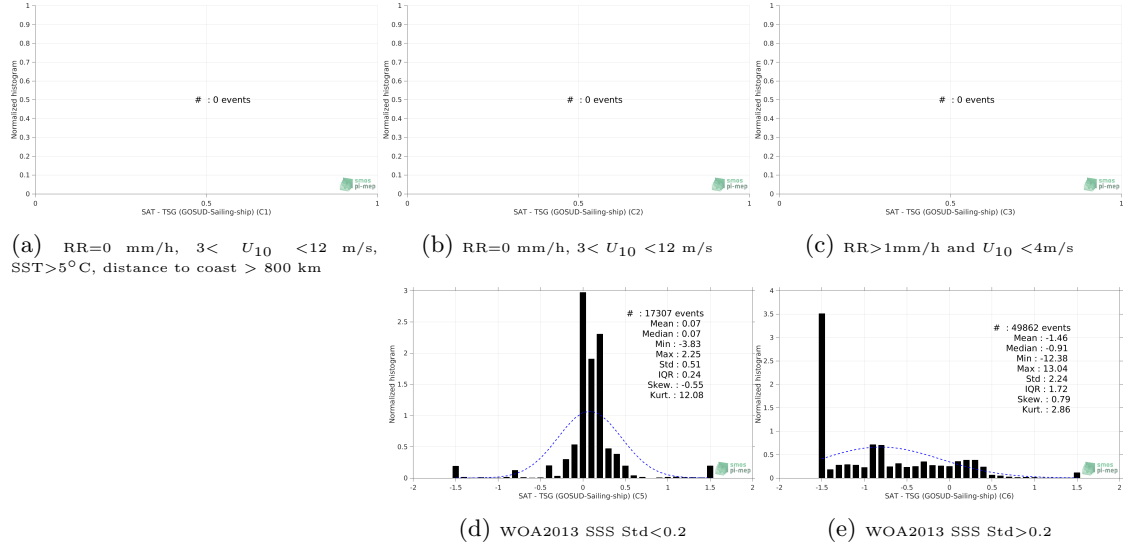 1
0.9
0.8
0.7
0.6
0.5
0.4
0.3
0.2
0.1
0
Normalized histogram
# : 0 events
smos
pi-mep
0 0.5 1
SAT - TSG (GOSUD-Sailing-ship) (C1)
(a) RR=0 mm/h, 3< U10 <12 m/s,
SST>5°C, distance to coast > 800 km
1
0.9
0.8
0.7
0.6
0.5
0.4
0.3
0.2
0.1
0
Normalized histogram
# : 0 events
smos
pi-mep
0 0.5 1
SAT - TSG (GOSUD-Sailing-ship) (C2)
(b) RR=0 mm/h, 3< U10 <12 m/s
1
0.9
0.8
0.7
0.6
0.5
0.4
0.3
0.2
0.1
0
Normalized histogram
# : 0 events
smos
pi-mep
0 0.5 1
SAT - TSG (GOSUD-Sailing-ship) (C3)
(c) RR>1mm/h and U10 <4m/s
3
2.5
2
1.5
1
0.5
0
Normalized histogram
# : 17307 events
Mean : 0.07
Median : 0.07
Min : -3.83
Max : 2.25
Std : 0.51
IQR : 0.24
Skew. : -0.55
Kurt. : 12.08
smos
pi-mep
-2 -1.5 -1 -0.5 0 0.5 1 1.5 2
SAT - TSG (GOSUD-Sailing-ship) (C5)
(d) WOA2013 SSS Std<0.2
4
3.5
3
2.5
2
1.5
1
0.5
0
Normalized histogram
# : 49862 events
Mean : -1.46
Median : -0.91
Min : -12.38
Max : 13.04
Std : 2.24
IQR : 1.72
Skew. : 0.79
Kurt. : 2.86
smos
pi-mep
-2 -1.5 -1 -0.5 0 0.5 1 1.5 2
SAT - TSG (GOSUD-Sailing-ship) (C6)
(e) WOA2013 SSS Std>0.2